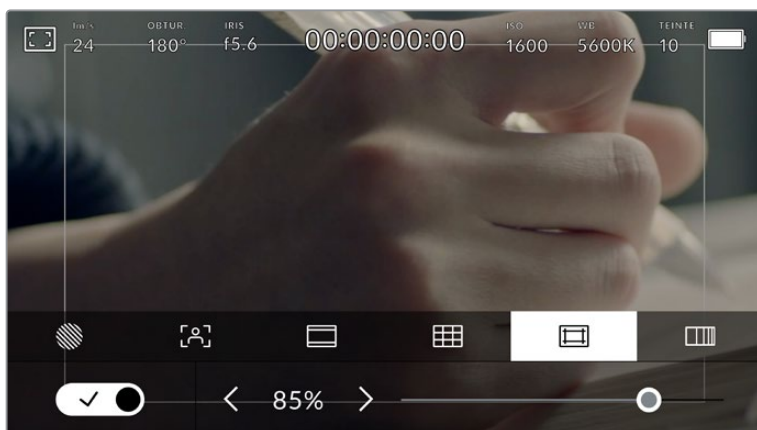 Im/s OBTUR. IRIS ISO WB TEINTE
24 180° f5.6 00:00:00:00 1600 5600K 10
85%